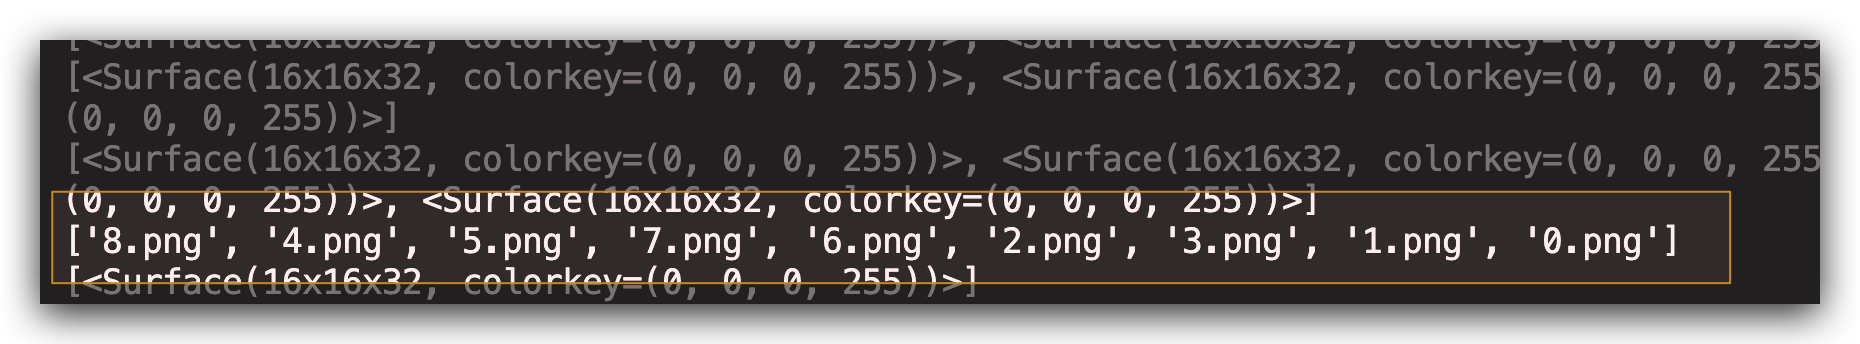 [<Surface(16x16x32, colorkey=(0, 0, 0, 255))>, <Surface(16x16x32, colorkey=(0, 0, 0, 255
[<Surface(16x16x32, colorkey=(0, 0, 0, 255))>, <Surface(16x16x32, colorkey=(0, 0, 0, 255
(0, 0, 0, 255))>]
[<Surface(16x16x32, colorkey=(0, 0, 0, 255))>, <Surface(16x16x32, colorkey=(0, 0, 0, 255
(0, 0, 0, 255))>, <Surface(16x16x32, colorkey=(0, 0, 0, 255))>]
['8.png', '4.png', '5.png', '7.png', '6.png', '2.png', '3.png', '1.png', '0.png']
[<Surface(16x16x32, colorkey=(0, 0, 0, 255))>]